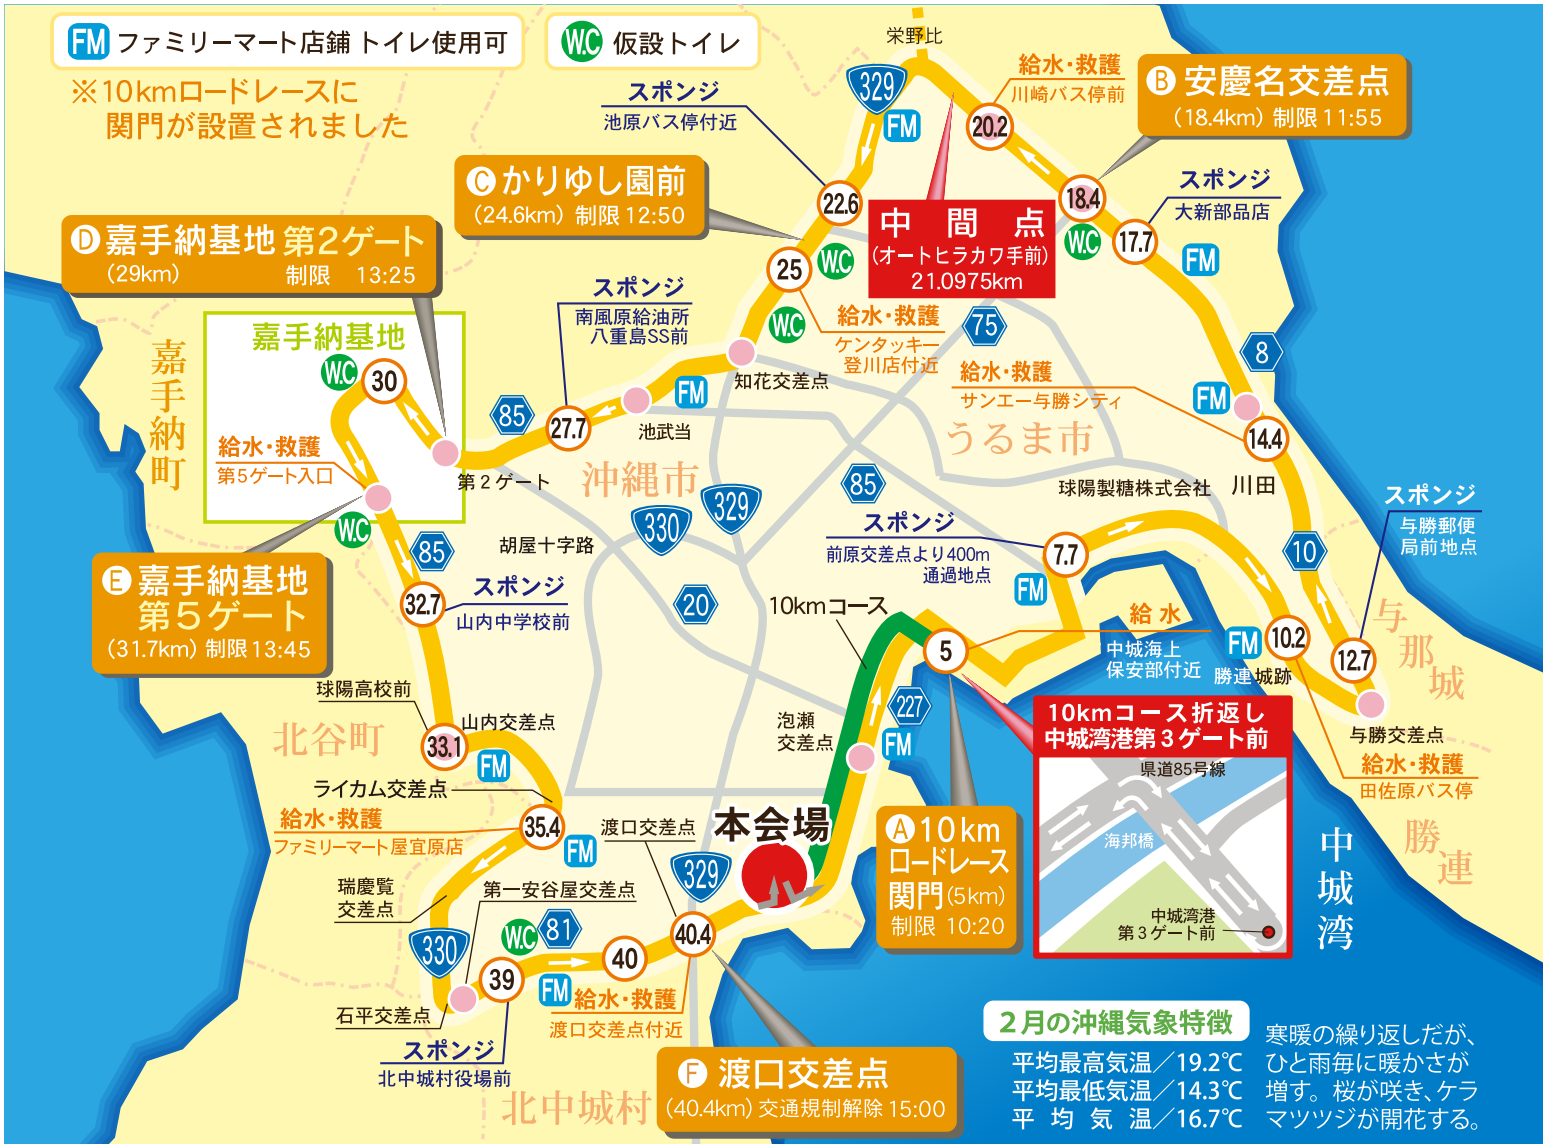 FM ファミリーマート店舗 トイレ使用可
W.C 仮設トイレ
※10kmロードレースに
関門が設置されました
栄野比
329
FM
スポンジ
池原バス停付近
給水・救護
川崎バス停前
20.2
B 安慶名交差点
(18.4km) 制限 11:55
C かりゆし園前
(24.6km) 制限 12:50
22.6
中間点
(オートヒラカワ手前)
21.0975km
18.4
W.C
スポンジ
大新部品店
17.7
FM
D 嘉手納基地 第2ゲート
(29km) 制限 13:25
25
W.C
W.C
スポンジ
南風原給油所
八重島SS前
給水・救護
ケンタッキー
登川店付近
75
8
嘉手納基地
W.C
30
嘉手納町
知花交差点
FM
池武当
27.7
85
給水・救護
サンエー与勝シティ
FM
14.4
うるま市
給水・救護
第5ゲート入口
第2ゲート
沖縄市
329
330
85
球陽製糖株式会社
川田
スポンジ
与勝郵便
局前地点
W.C
85
胡屋十字路
スポンジ
前原交差点より400m
通過地点
7.7
10
E 嘉手納基地
第5ゲート
(31.7km) 制限 13:45
32.7
スポンジ
山内中学校前
20
10kmコース
FM
5
給水
中城海上
保安部付近
FM
10.2
勝連城跡
12.7
与那城
球陽高校前
北谷町
33.1
山内交差点
FM
泡瀬
交差点
227
FM
10kmコース折返し
中城湾港第3ゲート前
県道85号線
海邦橋
中城湾港
第3ゲート前
与勝交差点
給水・救護
田佐原バス停
ライカム交差点
給水・救護
ファミリーマート屋宜原店
35.4
FM
渡口交差点
本会場
A 10km
ロードレース
関門(5km)
制限 10:20
勝連
中城湾
瑞慶覧
交差点
第一安谷屋交差点
329
330
W.C
81
39
40
40.4
FM
給水・救護
渡口交差点付近
石平交差点
スポンジ
北中城村役場前
北中城村
F 渡口交差点
(40.4km) 交通規制解除 15:00
2月の沖縄気象特徴
平均最高気温/19.2℃
平均最低気温/14.3℃
平均気温/16.7℃
寒暖の繰り返しだが、
ひと雨毎に暖かさが
増す。桜が咲き、ケラ
マツツジが開花する。